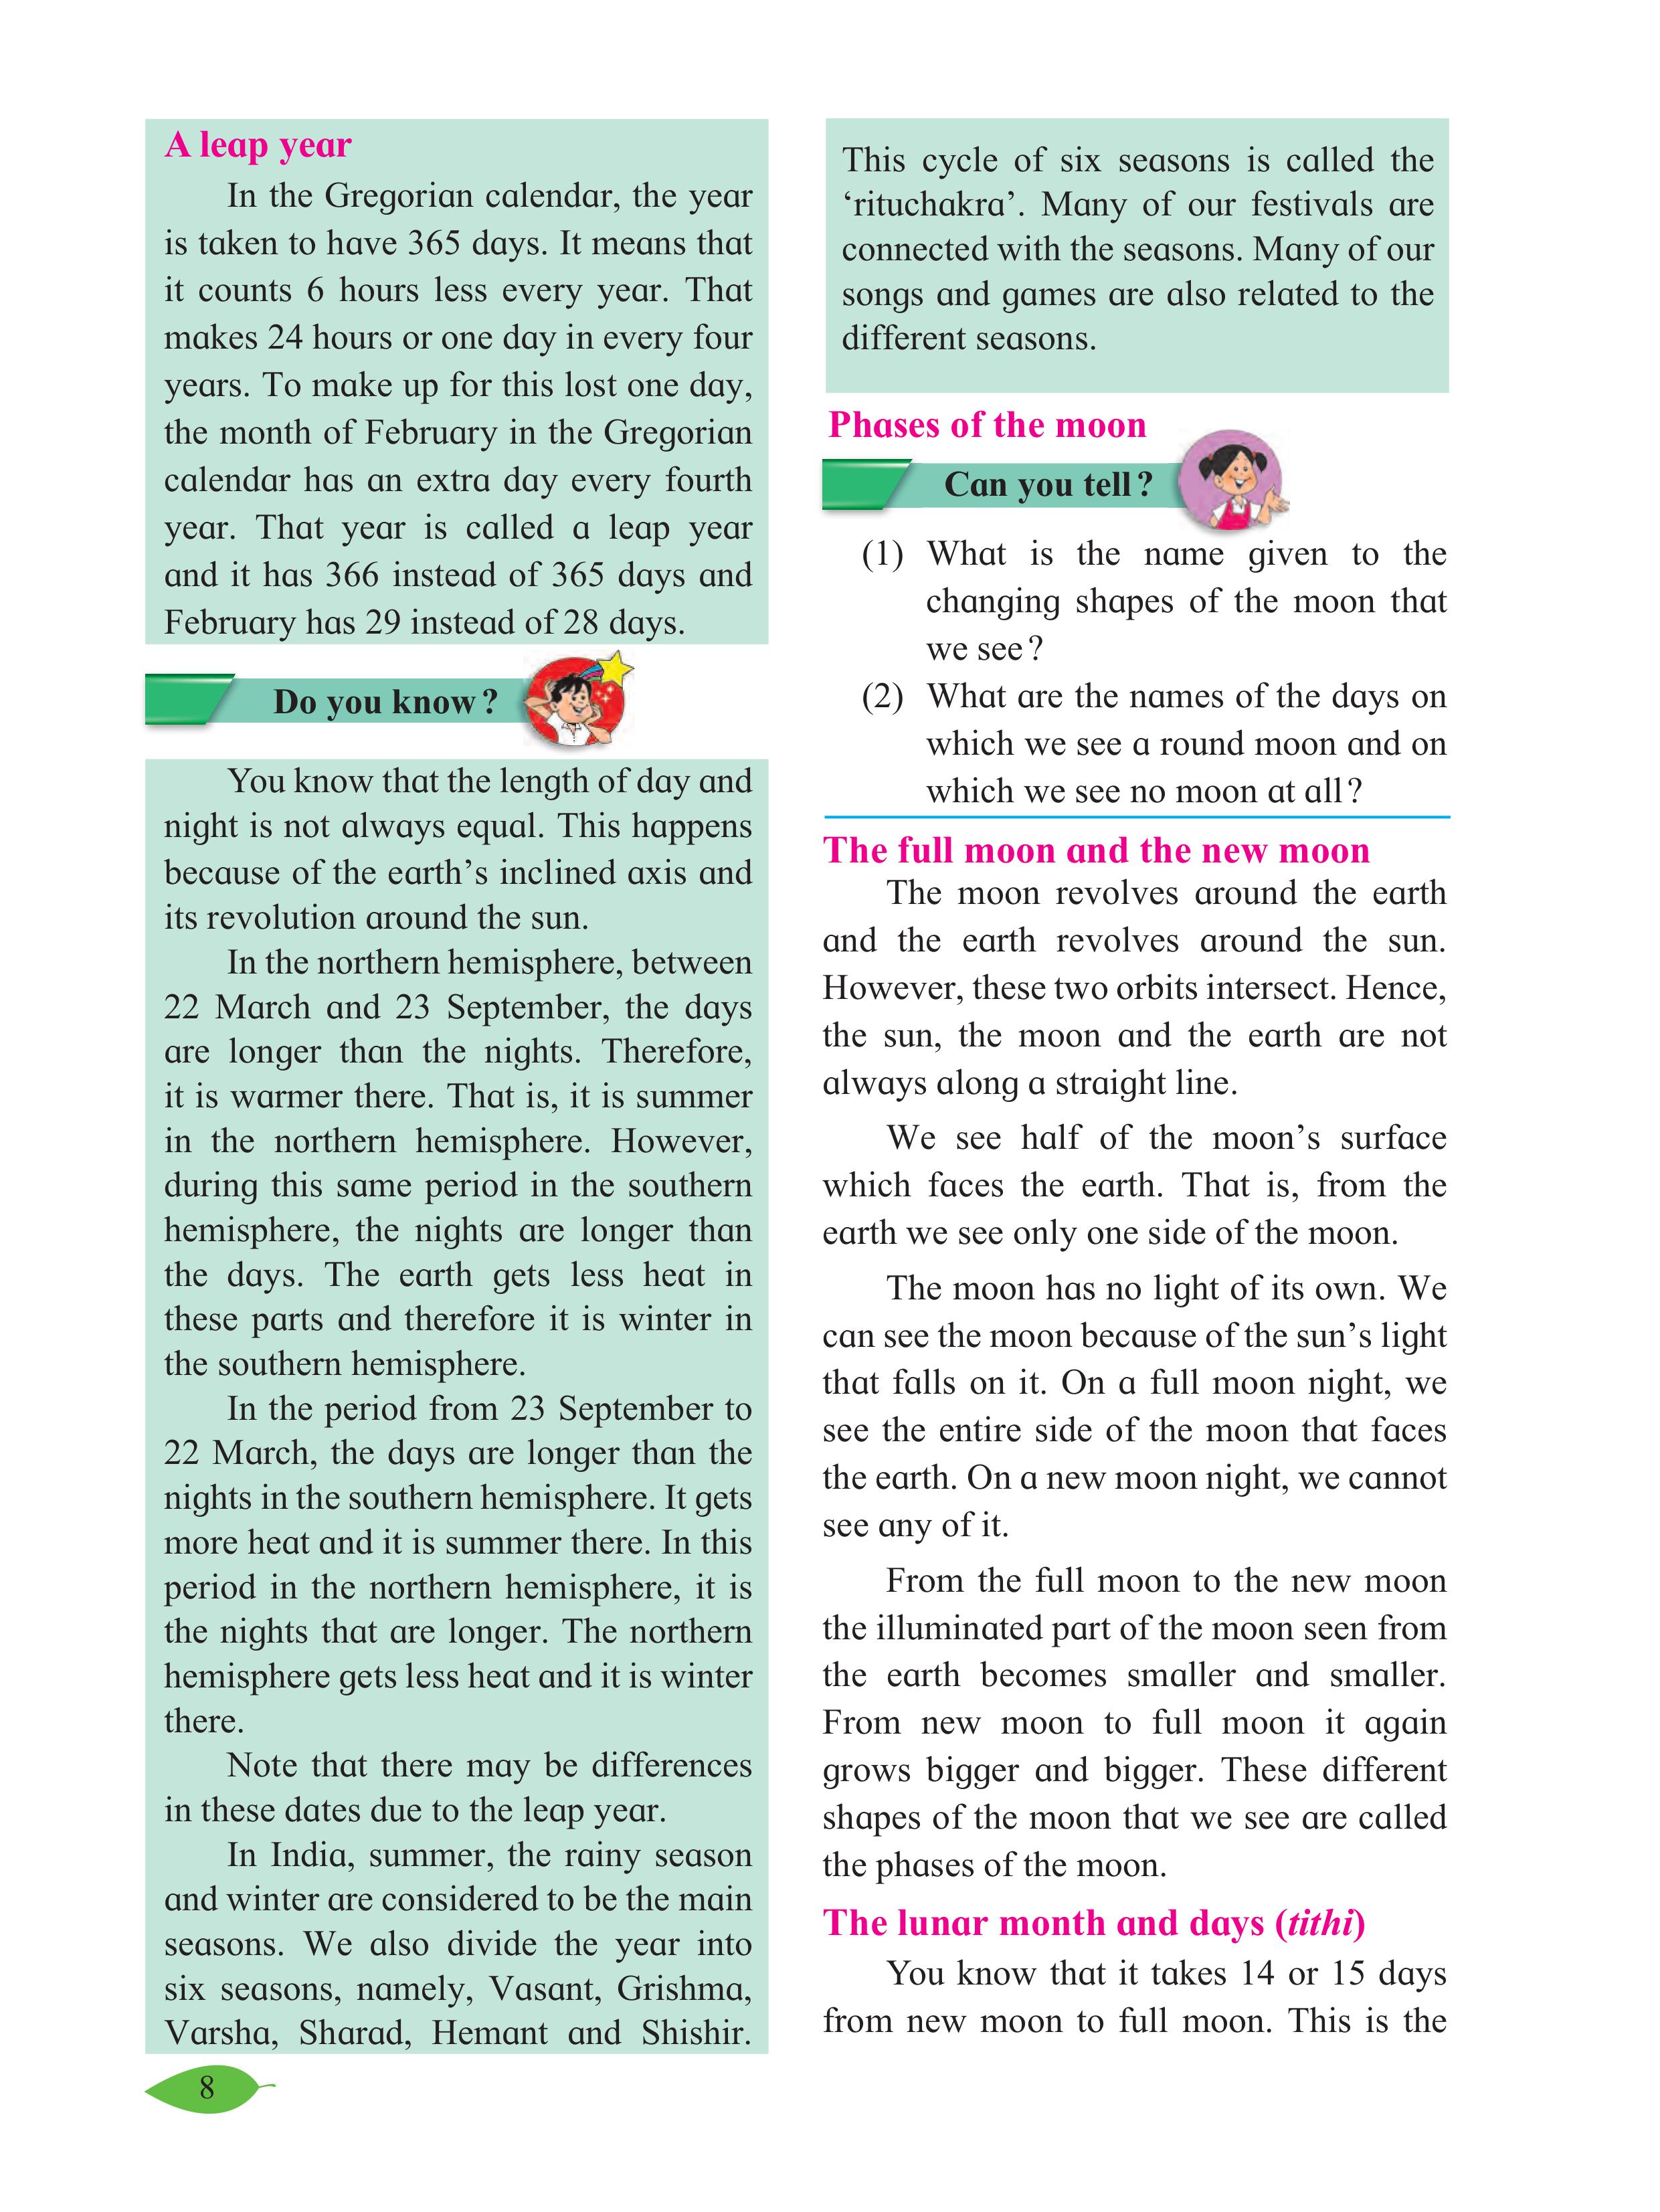 A leap year
In the Gregorian calendar, the year
is taken to have 365 days. It means that
it counts 6 hours less every year. That
makes 24 hours or one day in every four
years. To make up for this lost one day,
the month of February in the Gregorian
calendar has an extra day every fourth
year. That year is called a leap year
and it has 366 instead of 365 days and
February has 29 instead of 28 days.
Do you know?
You know that the length of day and
night is not always equal. This happens
because of the earth’s inclined axis and
its revolution around the sun.
In the northern hemisphere, between
22 March and 23 September, the days
are longer than the nights. Therefore,
it is warmer there. That is, it is summer
in the northern hemisphere. However,
during this same period in the southern
hemisphere, the nights are longer than
the days. The earth gets less heat in
these parts and therefore it is winter in
the southern hemisphere.
In the period from 23 September to
22 March, the days are longer than the
nights in the southern hemisphere. It gets
more heat and it is summer there. In this
period in the northern hemisphere, it is
the nights that are longer. The northern
hemisphere gets less heat and it is winter
there.
Note that there may be differences
in these dates due to the leap year.
In India, summer, the rainy season
and winter are considered to be the main
seasons. We also divide the year into
six seasons, namely, Vasant, Grishma,
Varsha, Sharad, Hemant and Shishir.
This cycle of six seasons is called the
‘rituchakra’. Many of our festivals are
connected with the seasons. Many of our
songs and games are also related to the
different seasons.
Phases of the moon
Can you tell?
(1) What is the name given to the
changing shapes of the moon that
we see?
(2) What are the names of the days on
which we see a round moon and on
which we see no moon at all?
The full moon and the new moon
The moon revolves around the earth
and the earth revolves around the sun.
However, these two orbits intersect. Hence,
the sun, the moon and the earth are not
always along a straight line.
We see half of the moon’s surface
which faces the earth. That is, from the
earth we see only one side of the moon.
The moon has no light of its own. We
can see the moon because of the sun’s light
that falls on it. On a full moon night, we
see the entire side of the moon that faces
the earth. On a new moon night, we cannot
see any of it.
From the full moon to the new moon
the illuminated part of the moon seen from
the earth becomes smaller and smaller.
From new moon to full moon it again
grows bigger and bigger. These different
shapes of the moon that we see are called
the phases of the moon.
The lunar month and days (tithi)
You know that it takes 14 or 15 days
from new moon to full moon. This is the
8